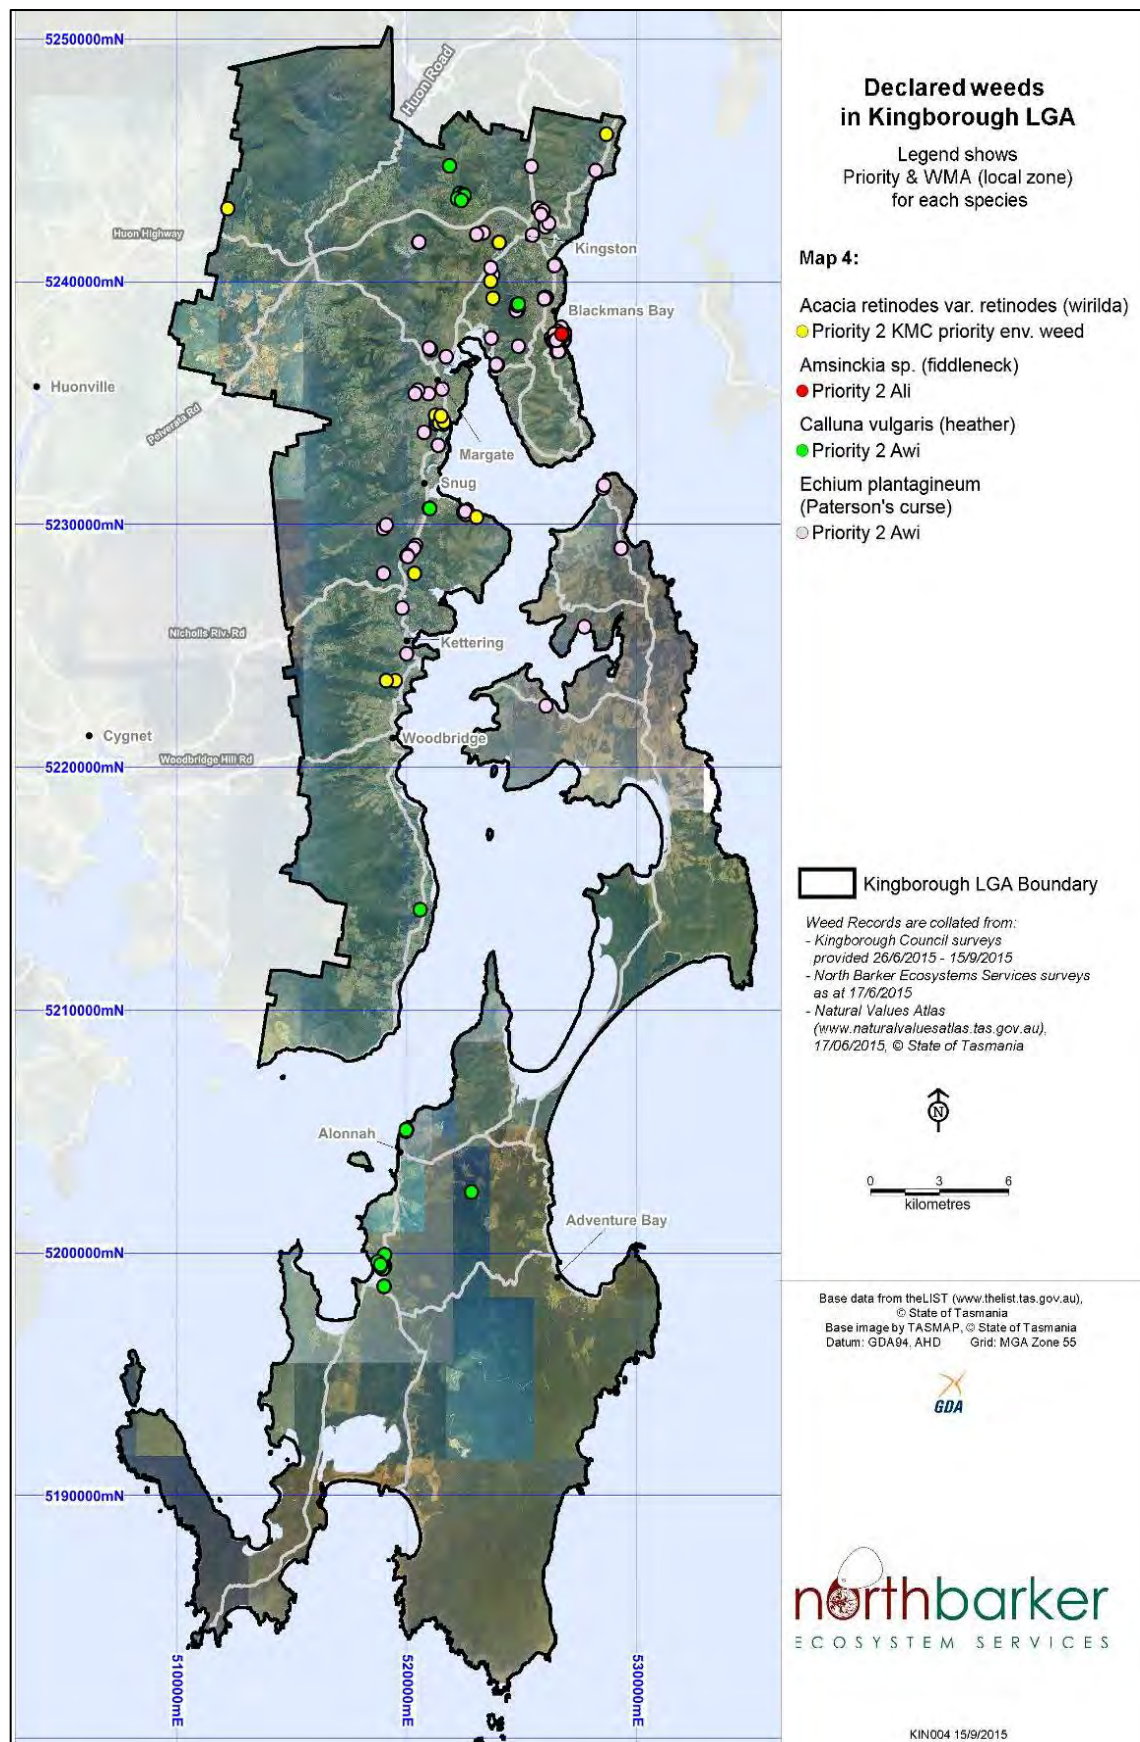 5250000mN
5240000mN
5230000mN
5220000mN
5210000mN
5200000mN
5190000mN
510000mE
520000mE
530000mE
Huon Road
Huon Highway
Kingston
Blackmans Bay
Huonville
Pelverata Rd
Margate
Snug
Nicholls Riv. Rd
Kettering
Cygnet
Woodbridge
Woodbridge Hill Rd
Alonnah
Adventure Bay
Declared weeds
in Kingborough LGA
Legend shows
Priority & WMA (local zone)
for each species
Map 4:
Acacia retinodes var. retinodes (wirilda)
Priority 2 KMC priority env. weed
Amsinckia sp. (fiddleneck)
Priority 2 Ali
Calluna vulgaris (heather)
Priority 2 Awi
Echium plantagineum
(Paterson's curse)
Priority 2 Awi
Kingborough LGA Boundary
Weed Records are collated from:
- Kingborough Council surveys
provided 26/6/2015 - 15/9/2015
- North Barker Ecosystems Services surveys
as at 17/6/2015
- Natural Values Atlas
(www.naturalvaluesatlas.tas.gov.au),
17/06/2015, © State of Tasmania
N
0 3 6
kilometres
Base data from theLIST (www.thelist.tas.gov.au),
© State of Tasmania
Base image by TASMAP, © State of Tasmania
Datum: GDA94, AHD Grid: MGA Zone 55
GDA
northbarker
ECOSYSTEM SERVICES
KIN004 15/9/2015